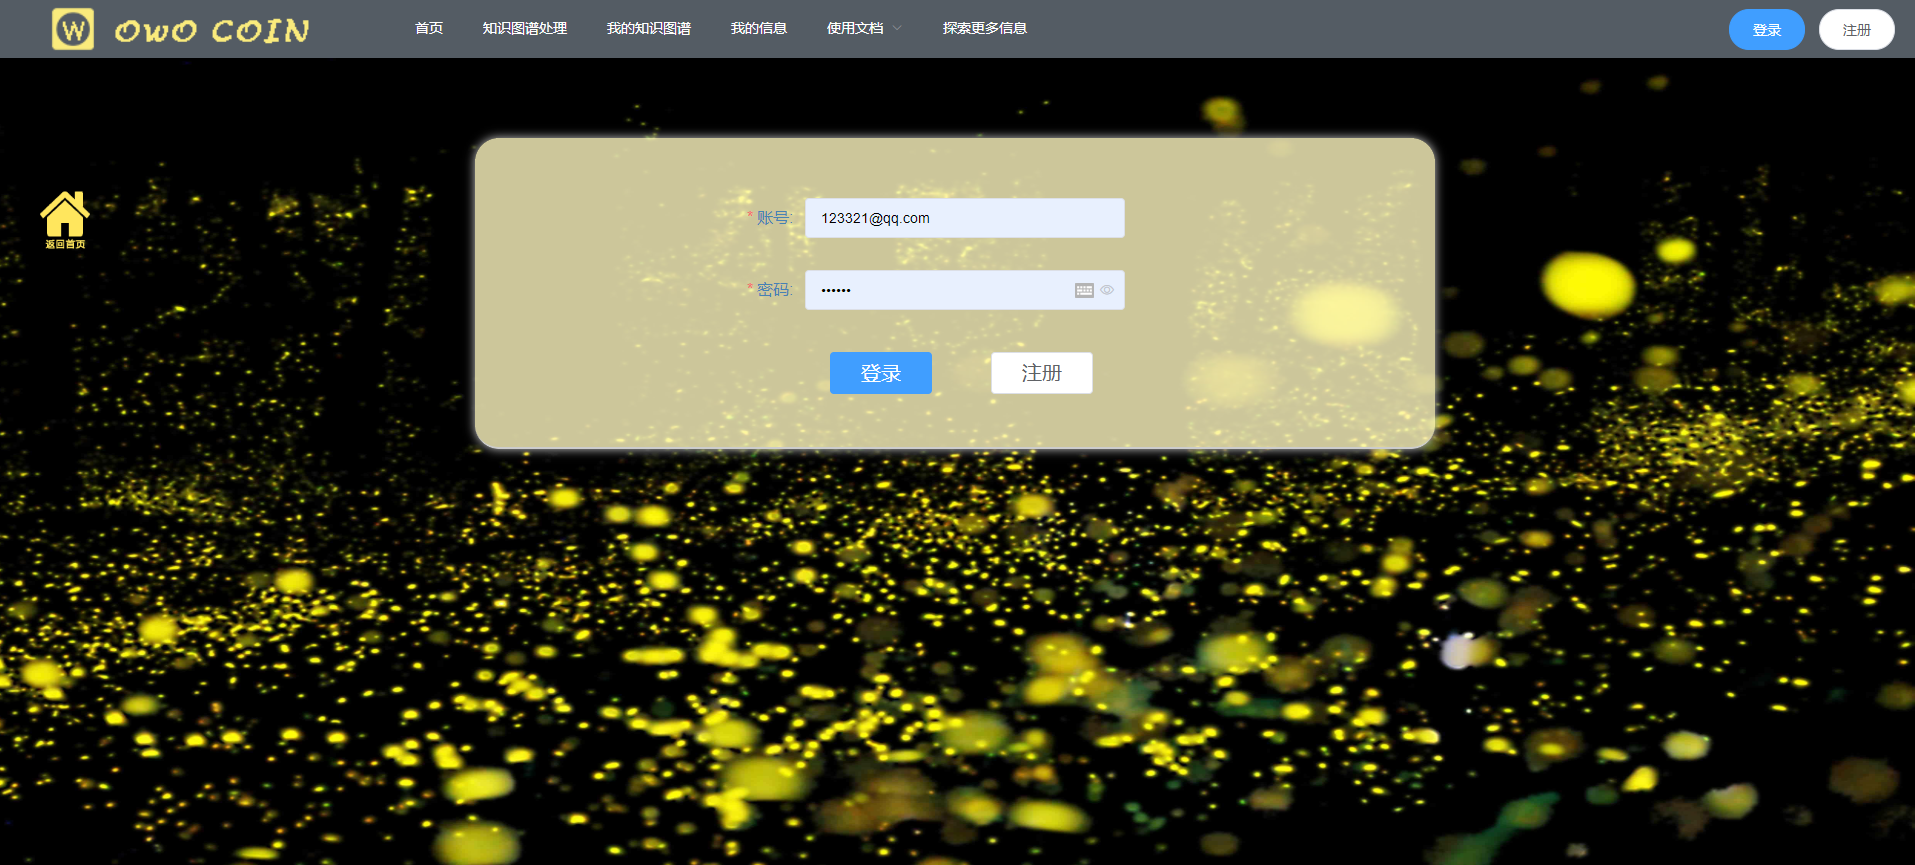 W OWO COIN
首页 知识图谱处理 我的知识图谱 我的信息 使用文档 探索更多信息 登录 注册
返回首页
* 账号: 123321@qq.com
* 密码: ••••••
登录 注册